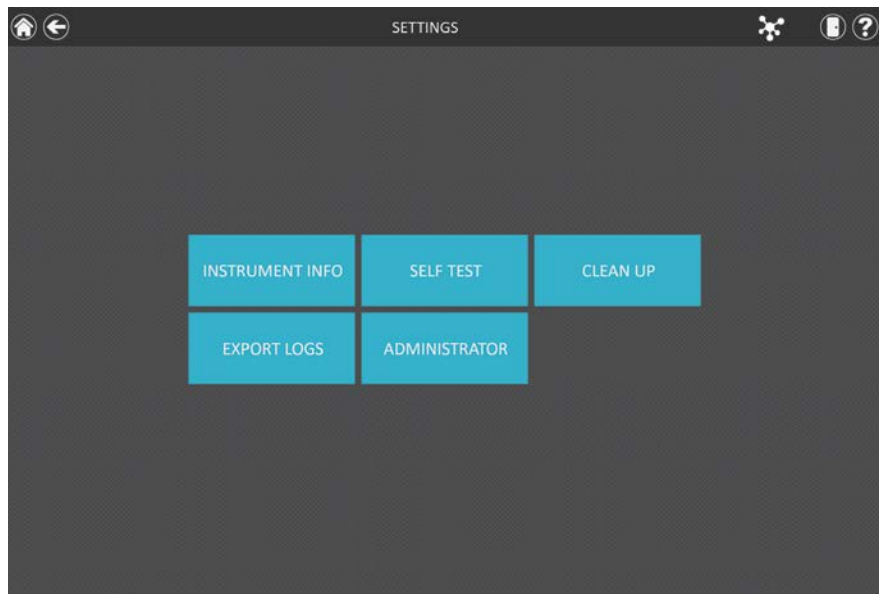 SETTINGS
INSTRUMENT INFO
SELF TEST
CLEAN UP
EXPORT LOGS
ADMINISTRATOR
?